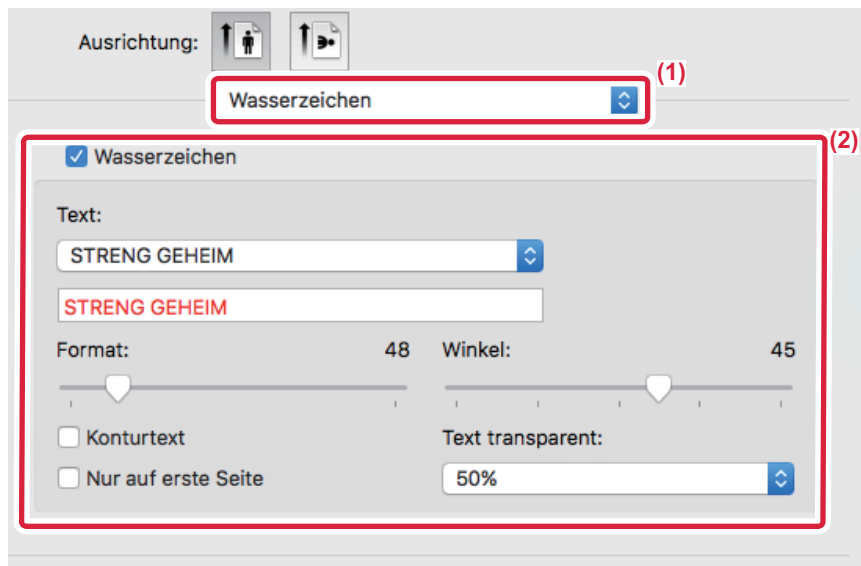 Ausrichtung:
(1)
Wasserzeichen
(2)
Wasserzeichen
Text:
STRENG GEHEIM
STRENG GEHEIM
Format: 48 Winkel: 45
Konturtext Text transparent:
Nur auf erste Seite 50%